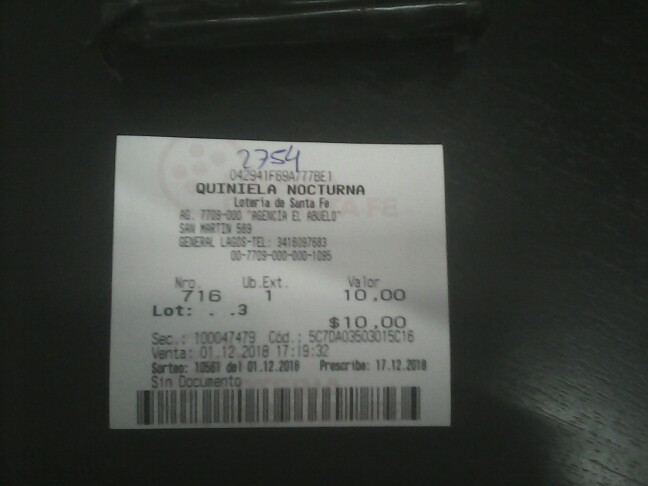 2754
042941F69A777BE1
QUINIELA NOCTURNA
Lotería de Santa Fe
AG. 7709-000 "AGENCIA EL ABUELO"
SAN MARTIN 569
GENERAL LAGOS-TEL: 3416097683
00-7709-000-000-1095
Nro. Ub.Ext. Valor
716 1 10.00
Lot: . .3
$10.00
Sec.: 100047479 Cód.: 5C7DA03503015C16
Venta: 01.12.2018 17:19:32
Sorteo: 10561 del 01.12.2018 Prescribe: 17.12.2018
Sin Documento